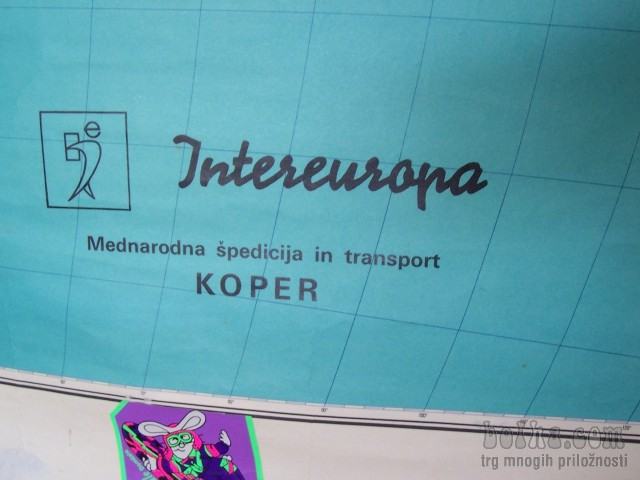 Intereuropa
Mednarodna špedicija in transport
KOPER
bolha.com
trg mnogih priložnosti